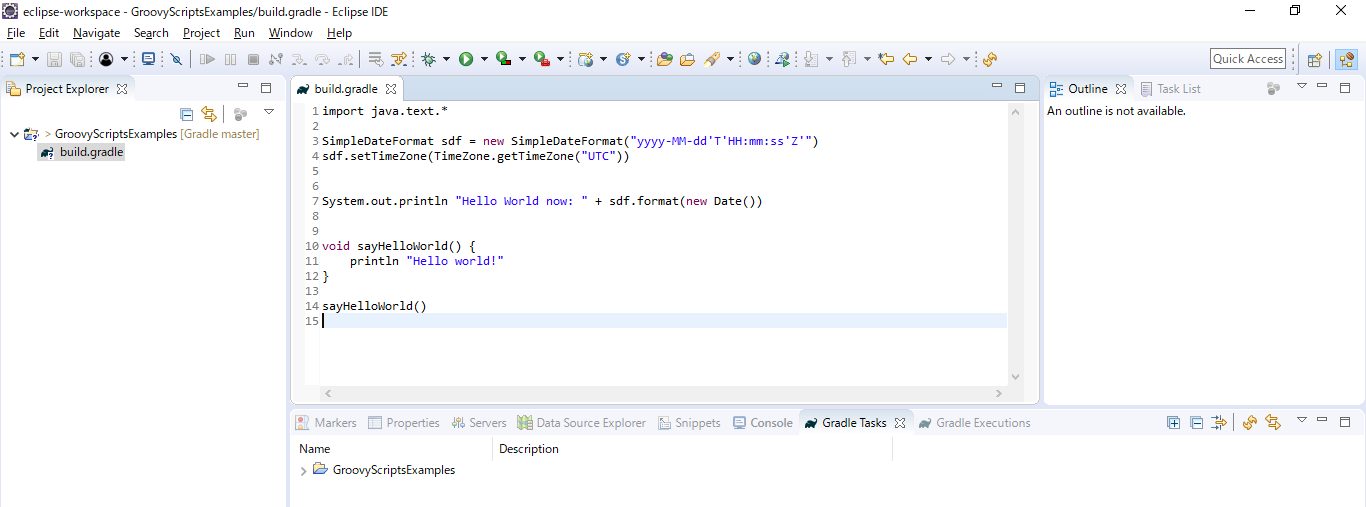 eclipse-workspace - GroovyScriptsExamples/build.gradle - Eclipse IDE
File Edit Navigate Search Project Run Window Help
Quick Access
Project Explorer
> GroovyScriptsExamples [Gradle master]
build.gradle
build.gradle
1 import java.text.*
2
3 SimpleDateFormat sdf = new SimpleDateFormat("yyyy-MM-dd'T'HH:mm:ss'Z'")
4 sdf.setTimeZone(TimeZone.getTimeZone("UTC"))
5
6
7 System.out.println "Hello World now: " + sdf.format(new Date())
8
9
10 void sayHelloWorld() {
11     println "Hello world!"
12 }
13
14 sayHelloWorld()
15
Outline Task List
An outline is not available.
Markers Properties Servers Data Source Explorer Snippets Console Gradle Tasks Gradle Executions
Name Description
GroovyScriptsExamples